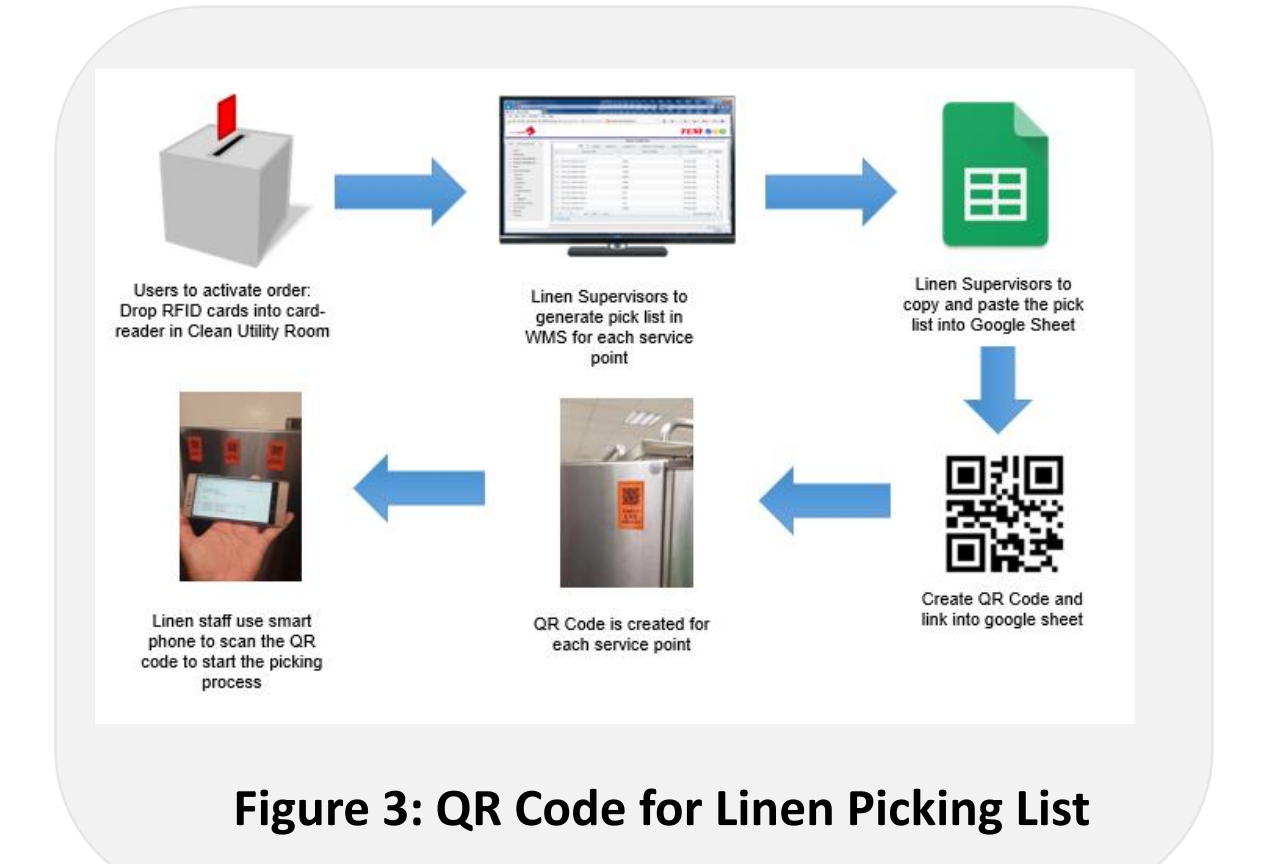 Users to activate order:
Drop RFID cards into card-
reader in Clean Utility Room
Linen Supervisors to
generate pick list in
WMS for each service
point
Linen Supervisors to
copy and paste the pick
list into Google Sheet
Create QR Code and
link into google sheet
QR Code is created for
each service point
Linen staff use smart
phone to scan the QR
code to start the picking
process
Figure 3: QR Code for Linen Picking List